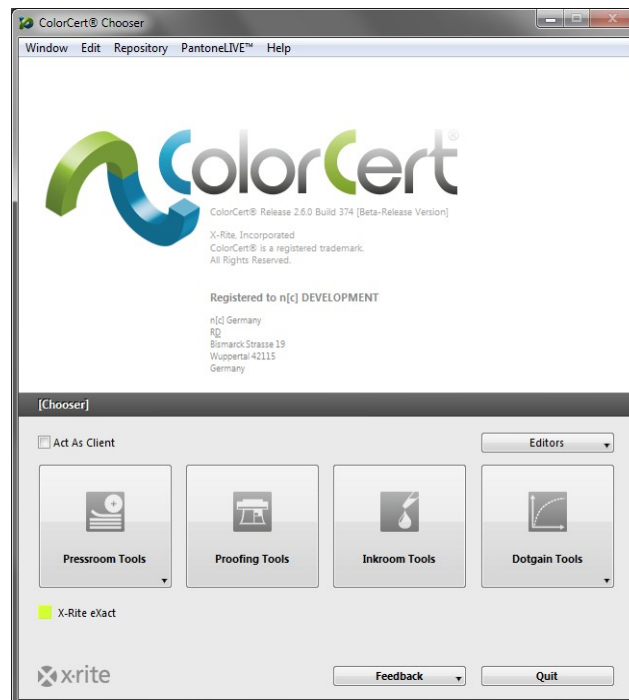 ColorCert® Chooser
Window Edit Repository PantoneLIVE™ Help
ColorCert®
ColorCert® Release 2.6.0 Build 374 [Beta-Release Version]
X-Rite, Incorporated
ColorCert® is a registered trademark.
All Rights Reserved.
Registered to n[c] DEVELOPMENT
n[c] Germany
RD
Bismarck Strasse 19
Wuppertal 42115
Germany
[Chooser]
Act As Client
Editors
Pressroom Tools
Proofing Tools
Inkroom Tools
Dotgain Tools
X-Rite eXact
x·rite
Feedback
Quit